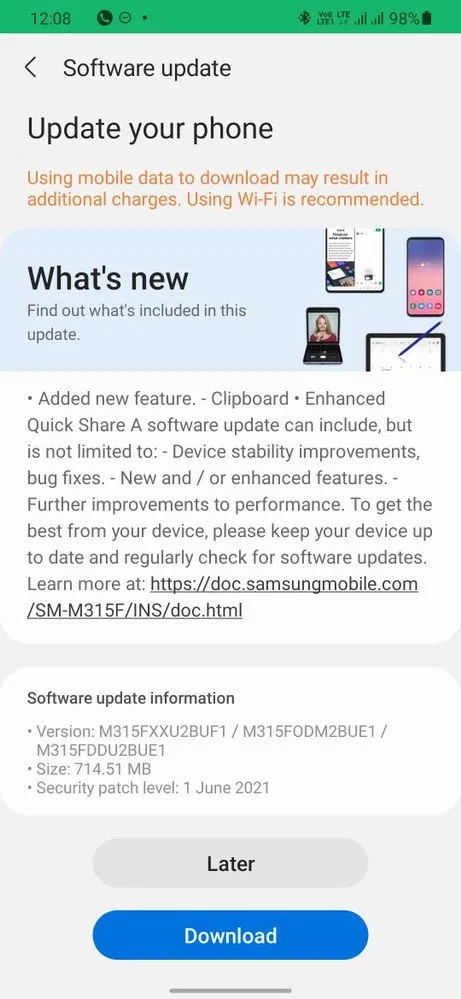 12:08
Vo)) LTE
LTE1
98%
Software update
Update your phone
Using mobile data to download may result in
additional charges. Using Wi-Fi is recommended.
What's new
Find out what's included in this
update.
• Added new feature. - Clipboard • Enhanced
Quick Share A software update can include, but
is not limited to: - Device stability improvements,
bug fixes. - New and / or enhanced features. -
Further improvements to performance. To get the
best from your device, please keep your device up
to date and regularly check for software updates.
Learn more at: https://doc.samsungmobile.com
/SM-M315F/INS/doc.html
Software update information
• Version: M315FXXU2BUF1 / M315FODM2BUE1 /
M315FDDU2BUE1
• Size: 714.51 MB
• Security patch level: 1 June 2021
Later
Download